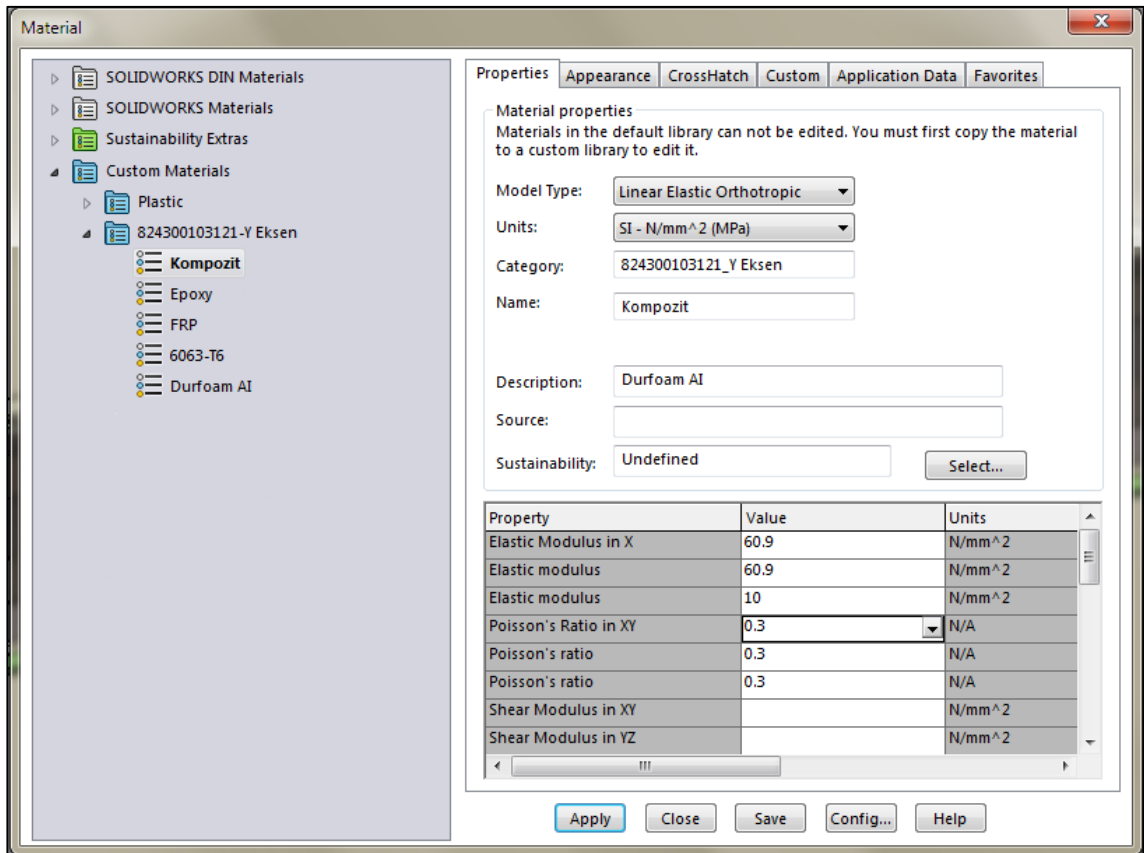 Material
SOLIDWORKS DIN Materials
SOLIDWORKS Materials
Sustainability Extras
Custom Materials
Plastic
824300103121-Y Eksen
Kompozit
Epoxy
FRP
6063-T6
Durfoam AI
Properties Appearance CrossHatch Custom Application Data Favorites
Material properties
Materials in the default library can not be edited. You must first copy the material
to a custom library to edit it.
Model Type: Linear Elastic Orthotropic
Units: SI - N/mm^2 (MPa)
Category: 824300103121_Y Eksen
Name: Kompozit
Description: Durfoam AI
Source:
Sustainability: Undefined Select...
Property Value Units
Elastic Modulus in X 60.9 N/mm^2
Elastic modulus 60.9 N/mm^2
Elastic modulus 10 N/mm^2
Poisson's Ratio in XY 0.3 N/A
Poisson's ratio 0.3 N/A
Poisson's ratio 0.3 N/A
Shear Modulus in XY N/mm^2
Shear Modulus in YZ N/mm^2
Apply Close Save Config... Help